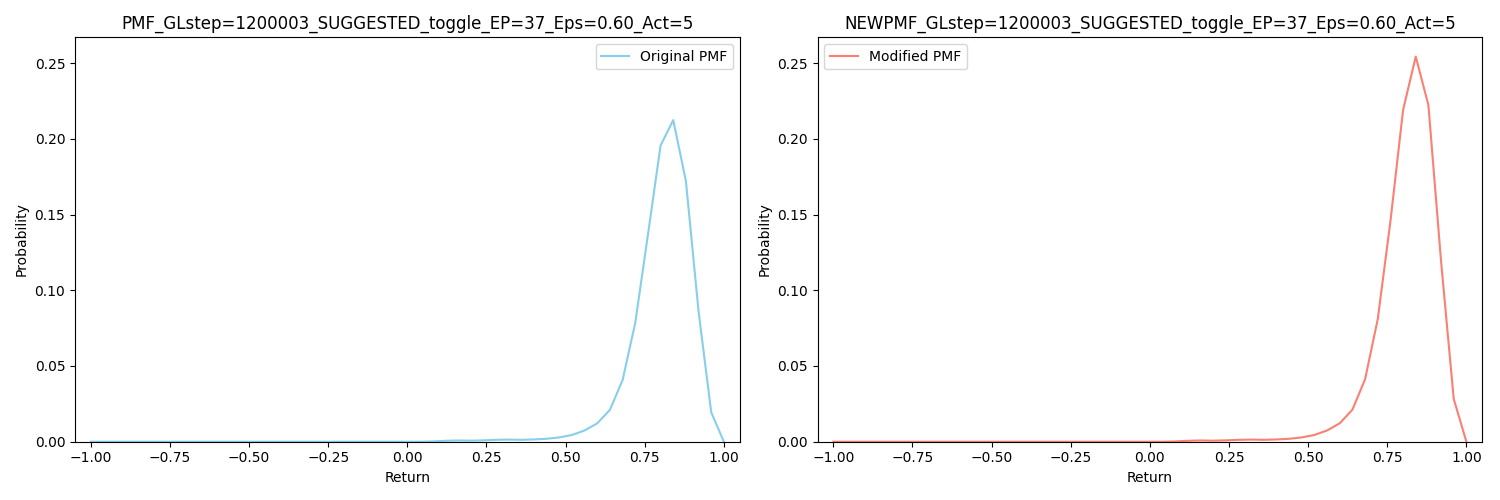 PMF_GLstep=1200003_SUGGESTED_toggle_EP=37_Eps=0.60_Act=5
Original PMF
0.25
0.20
0.15
0.10
0.05
0.00
Probability
−1.00 −0.75 −0.50 −0.25 0.00 0.25 0.50 0.75 1.00
Return
NEWPMF_GLstep=1200003_SUGGESTED_toggle_EP=37_Eps=0.60_Act=5
Modified PMF
0.25
0.20
0.15
0.10
0.05
0.00
Probability
−1.00 −0.75 −0.50 −0.25 0.00 0.25 0.50 0.75 1.00
Return